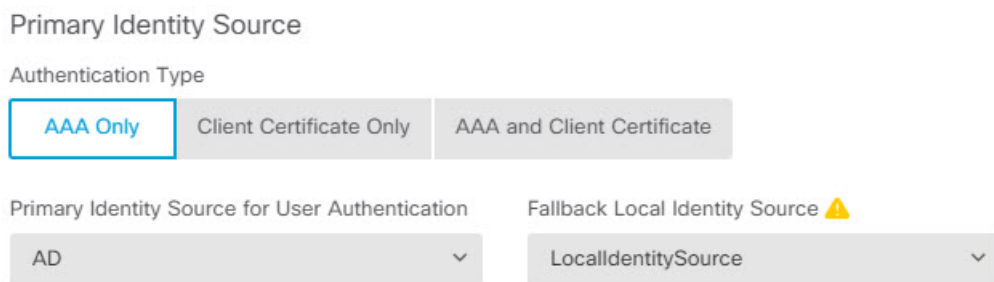 Primary Identity Source
Authentication Type
AAA Only Client Certificate Only AAA and Client Certificate
Primary Identity Source for User Authentication Fallback Local Identity Source
AD LocalIdentitySource